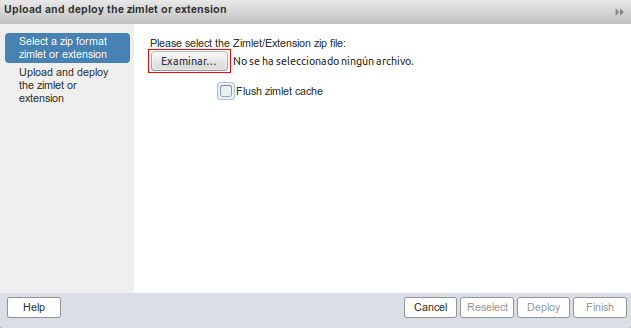 Upload and deploy the zimlet or extension
Select a zip format
zimlet or extension
Upload and deploy
the zimlet or
extension
Please select the Zimlet/Extension zip file:
Examinar... No se ha seleccionado ningún archivo.
Flush zimlet cache
Help Cancel Reselect Deploy Finish